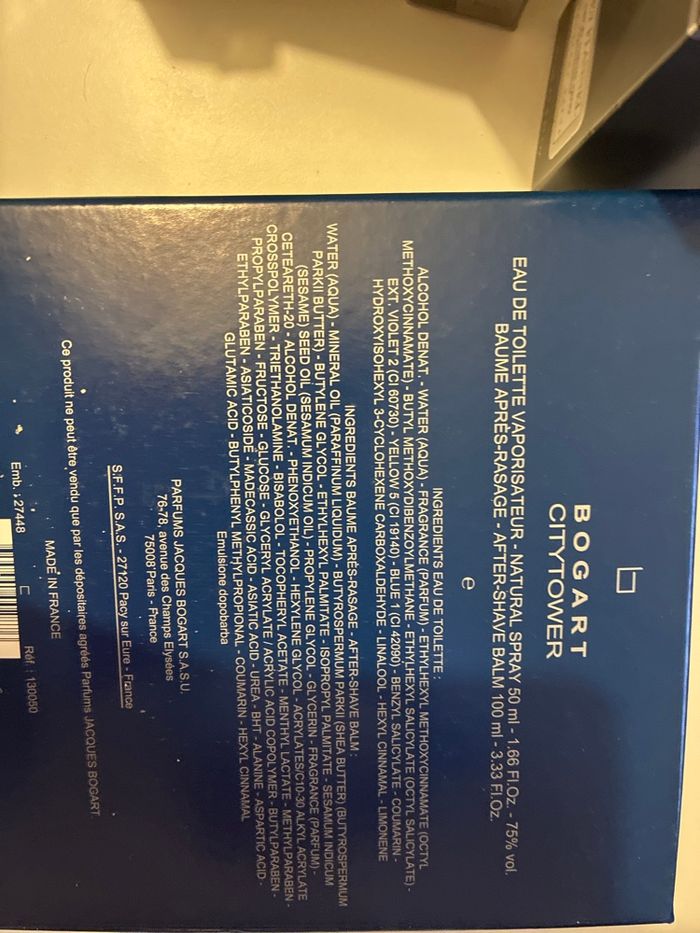 BOGART
CITYTOWER
EAU DE TOILETTE VAPORISATEUR - NATURAL SPRAY 50 ml - 1.66 Fl.Oz. - 75% vol.
BAUME APRÈS-RASAGE - AFTER-SHAVE BALM 100 ml - 3.33 Fl.Oz.
e
INGREDIENTS EAU DE TOILETTE :
ALCOHOL DENAT. - WATER (AQUA) - FRAGRANCE (PARFUM) - ETHYLHEXYL METHOXYCINNAMATE (OCTYL
METHOXYCINNAMATE) - BUTYL METHOXYDIBENZOYLMETHANE - ETHYLHEXYL SALICYLATE (OCTYL SALICYLATE) -
EXT. VIOLET 2 (CI 60730) - YELLOW 5 (CI 19140) - BLUE 1 (CI 42090) - BENZYL SALICYLATE - COUMARIN -
HYDROXYISOHEXYL 3-CYCLOHEXENE CARBOXALDEHYDE - LINALOOL - HEXYL CINNAMAL - LIMONENE
INGREDIENTS BAUME APRÈS-RASAGE - AFTER-SHAVE BALM :
WATER (AQUA) - MINERAL OIL (PARAFFINUM LIQUIDUM) - BUTYROSPERMUM PARKII (SHEA BUTTER) (BUTYROSPERMUM
PARKII BUTTER) - BUTYLENE GLYCOL - ETHYLHEXYL PALMITATE - ISOPROPYL PALMITATE - SESAMUM INDICUM
(SESAME) SEED OIL (SESAMUM INDICUM OIL) - PROPYLENE GLYCOL - GLYCERIN - FRAGRANCE (PARFUM) -
CETEARETH-20 - ALCOHOL DENAT. - PHENOXYETHANOL - HEXYLENE GLYCOL - ACRYLATES/C10-30 ALKYL ACRYLATE
CROSSPOLYMER - TRIETHANOLAMINE - BISABOLOL - TOCOPHERYL ACETATE - MENTHYL LACTATE - METHYLPARABEN -
PROPYLPARABEN - FRUCTOSE - GLUCOSE - GLYCERYL ACRYLATE / ACRYLIC ACID COPOLYMER - BUTYLPARABEN -
ETHYLPARABEN - ASIATICOSIDE - MADECASSIC ACID - ASIATIC ACID - UREA - BHT - ALANINE - ASPARTIC ACID -
GLUTAMIC ACID - BUTYLPHENYL METHYLPROPIONAL - COUMARIN - HEXYL CINNAMAL
Emulsione dopobarba
PARFUMS JACQUES BOGART S.A.S.U.
76-78, avenue des Champs Elysées
75008 Paris - France
S.F.F.P. S.A.S. - 27120 Pacy sur Eure - France
Ce produit ne peut être vendu que par les dépositaires agréés Parfums JACQUES BOGART.
MADE IN FRANCE
Emb : 27448
Réf : 130050